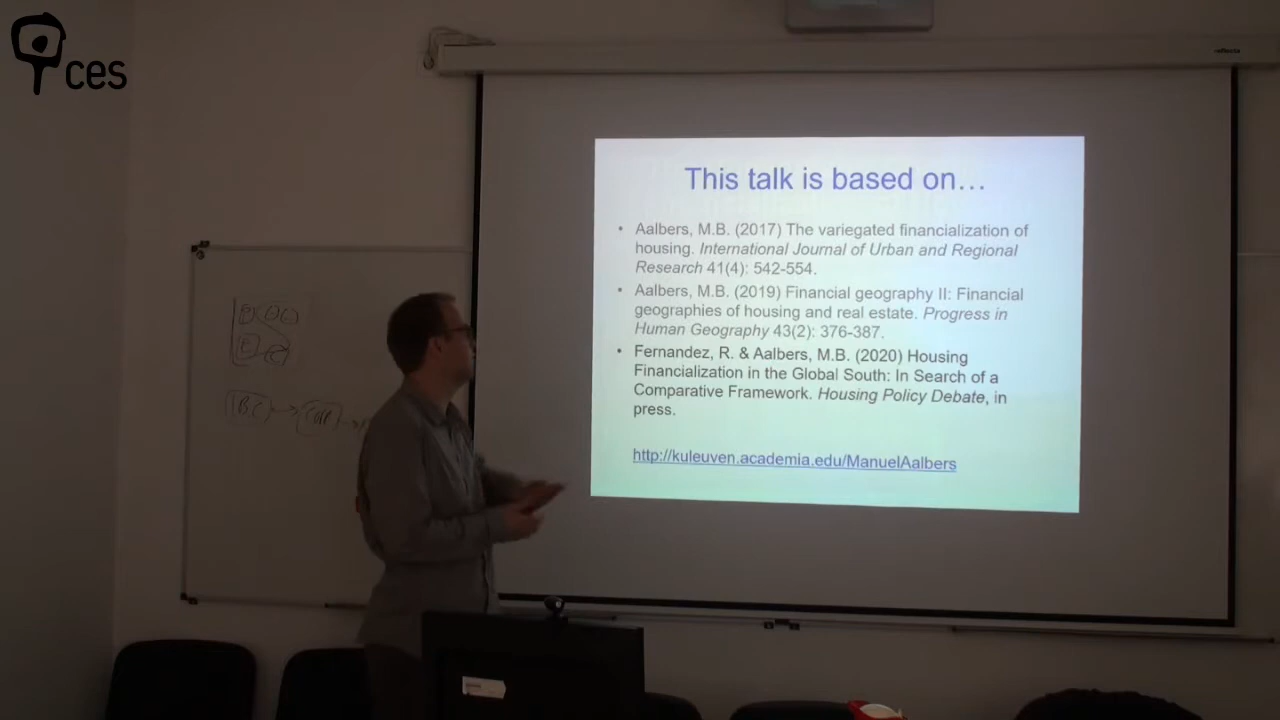 ces
reflecta
This talk is based on…
• Aalbers, M.B. (2017) The variegated financialization of
housing. International Journal of Urban and Regional
Research 41(4): 542-554.
• Aalbers, M.B. (2019) Financial geography II: Financial
geographies of housing and real estate. Progress in
Human Geography 43(2): 376-387.
• Fernandez, R. & Aalbers, M.B. (2020) Housing
Financialization in the Global South: In Search of a
Comparative Framework. Housing Policy Debate, in
press.
http://kuleuven.academia.edu/ManuelAalbers